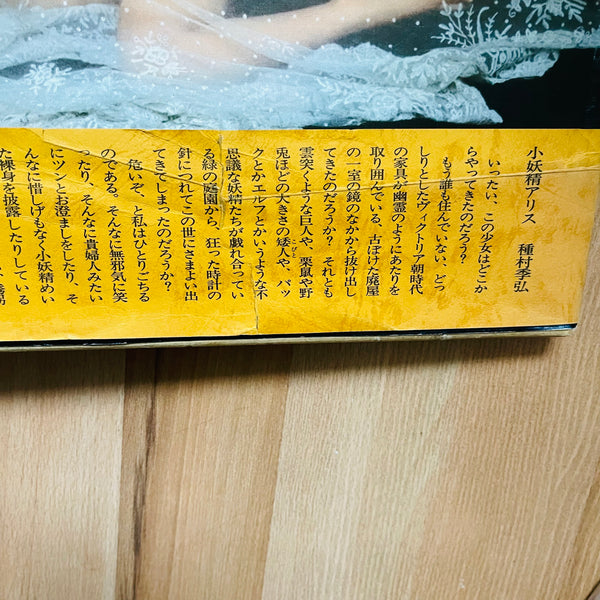 小妖精アリス　種村季弘
いったい、この少女はどこか
らやってきたのだろう?
もう誰も住んでいない、どっ
しりとしたヴィクトリア朝時代
の家具が幽霊のようにあたりを
取り囲んでいる、古ぼけた廃屋
の一室の鏡のなかから抜け出し
てきたのだろうか? それとも
雲突くような巨人や、栗鼠や野
兎ほどの大きさの矮人や、パッ
クとかエルフとかいうような不
思議な妖精たちが戯れ合ってい
る緑の庭園から、狂った時計の
針につれてこの世にさまよい出
てきてしまったのだろうか?
危いぞ、と私はひとりごちる
のである。そんなに無邪気に笑
ったり、そんなに貴婦人みたい
にツンとお澄ましをしたり、そ
んなに惜しげもなく小妖精めい
た裸身を披露したりしている